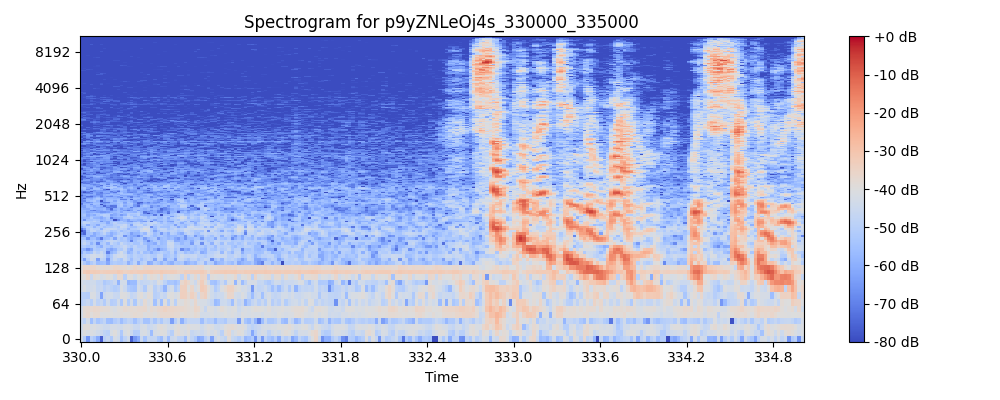 Spectrogram for p9yZNLeOj4s_330000_335000
8192
4096
2048
1024
512
256
128
64
0
Hz
330.0 330.6 331.2 331.8 332.4 333.0 333.6 334.2 334.8
Time
+0 dB
-10 dB
-20 dB
-30 dB
-40 dB
-50 dB
-60 dB
-70 dB
-80 dB